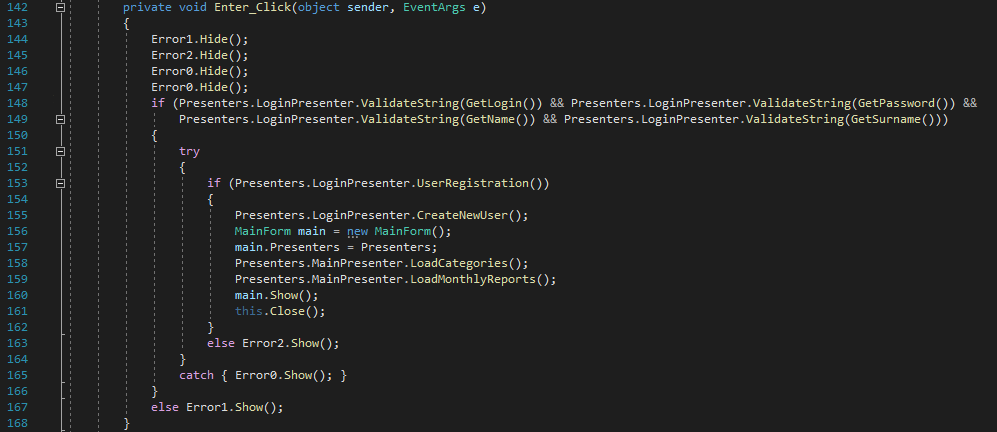 142 private void Enter_Click(object sender, EventArgs e)
143 {
144 Error1.Hide();
145 Error2.Hide();
146 Error0.Hide();
147 Error0.Hide();
148 if (Presenters.LoginPresenter.ValidateString(GetLogin()) && Presenters.LoginPresenter.ValidateString(GetPassword()) &&
149 Presenters.LoginPresenter.ValidateString(GetName()) && Presenters.LoginPresenter.ValidateString(GetSurname()))
150 {
151 try
152 {
153 if (Presenters.LoginPresenter.UserRegistration())
154 {
155 Presenters.LoginPresenter.CreateNewUser();
156 MainForm main = new MainForm();
157 main.Presenters = Presenters;
158 Presenters.MainPresenter.LoadCategories();
159 Presenters.MainPresenter.LoadMonthlyReports();
160 main.Show();
161 this.Close();
162 }
163 else Error2.Show();
164 }
165 catch { Error0.Show(); }
166 }
167 else Error1.Show();
168 }